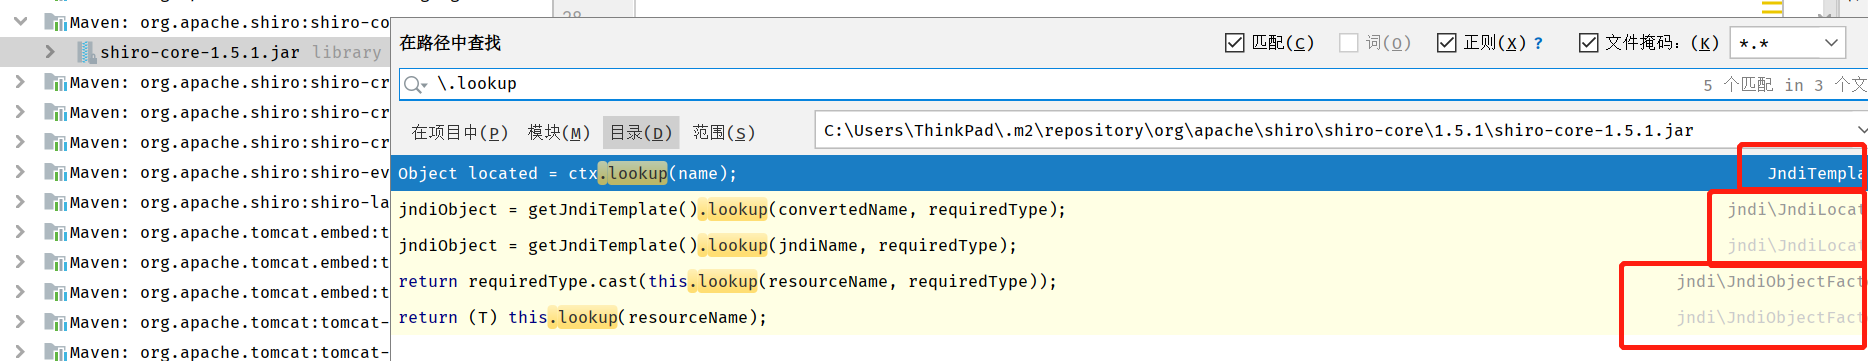 Maven: org.apache.shiro:shiro-co
shiro-core-1.5.1.jar library
Maven: org.apache.shiro:shiro-cr
Maven: org.apache.shiro:shiro-cr
Maven: org.apache.shiro:shiro-cr
Maven: org.apache.shiro:shiro-ev
Maven: org.apache.shiro:shiro-la
Maven: org.apache.tomcat.embed:t
Maven: org.apache.tomcat.embed:t
Maven: org.apache.tomcat.embed:t
Maven: org.apache.tomcat:tomcat-
Maven: org.apache.tomcat:tomcat-
28
在路径中查找 匹配(C) 词(O) 正则(X) ? 文件掩码: (K) *.*
\.lookup 5 个匹配 in 3 个文
在项目中(P) 模块(M) 目录(D) 范围(S) C:\Users\ThinkPad\.m2\repository\org\apache\shiro\shiro-core\1.5.1\shiro-core-1.5.1.jar
Object located = ctx.lookup(name); JndiTempla
jndiObject = getJndiTemplate().lookup(convertedName, requiredType); jndi\JndiLocat
jndiObject = getJndiTemplate().lookup(jndiName, requiredType); jndi\JndiLocat
return requiredType.cast(this.lookup(resourceName, requiredType)); jndi\JndiObjectFact
return (T) this.lookup(resourceName); jndi\JndiObjectFact